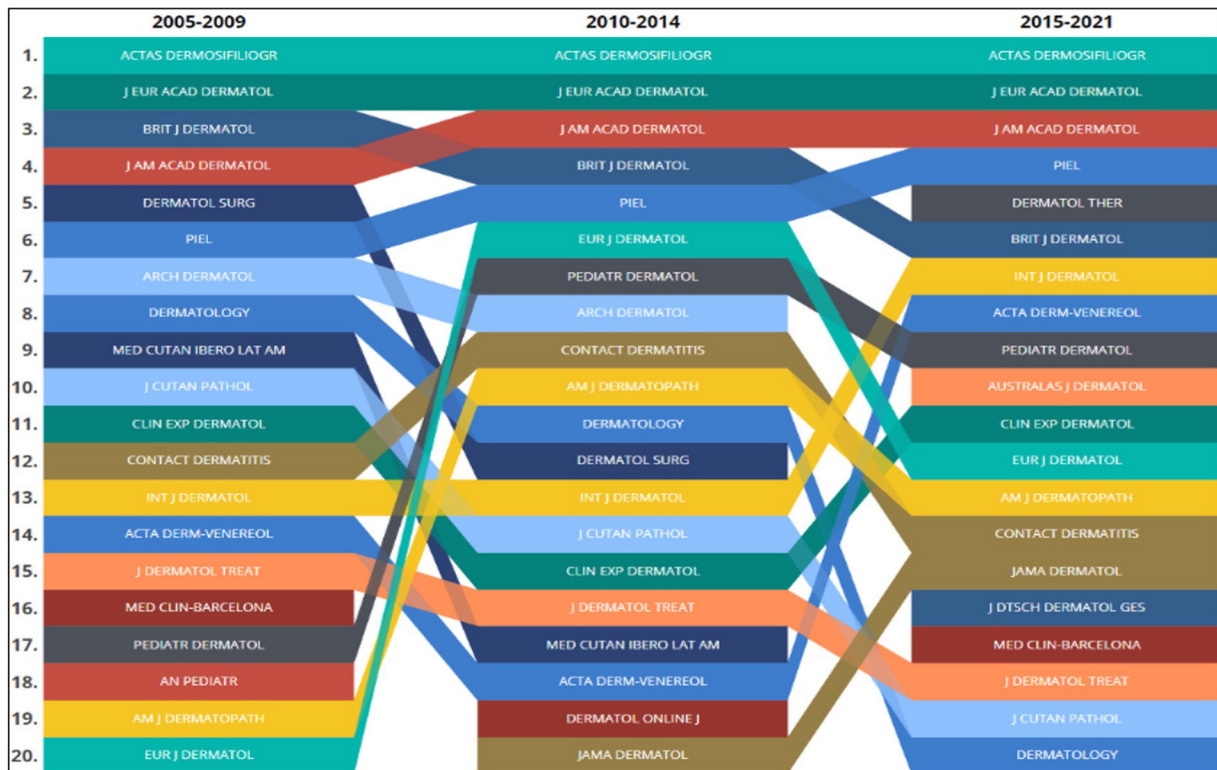 2005-2009 2010-2014 2015-2021
1. ACTAS DERMOSIFILIOGR ACTAS DERMOSIFILIOGR ACTAS DERMOSIFILIOGR
2. J EUR ACAD DERMATOL J EUR ACAD DERMATOL J EUR ACAD DERMATOL
3. BRIT J DERMATOL J AM ACAD DERMATOL J AM ACAD DERMATOL
4. J AM ACAD DERMATOL BRIT J DERMATOL PIEL
5. DERMATOL SURG PIEL DERMATOL THER
6. PIEL EUR J DERMATOL BRIT J DERMATOL
7. ARCH DERMATOL PEDIATR DERMATOL INT J DERMATOL
8. DERMATOLOGY ARCH DERMATOL ACTA DERM-VENEREOL
9. MED CUTAN IBERO LAT AM CONTACT DERMATITIS PEDIATR DERMATOL
10. J CUTAN PATHOL AM J DERMATOPATH AUSTRALAS J DERMATOL
11. CLIN EXP DERMATOL DERMATOLOGY CLIN EXP DERMATOL
12. CONTACT DERMATITIS DERMATOL SURG EUR J DERMATOL
13. INT J DERMATOL INT J DERMATOL AM J DERMATOPATH
14. ACTA DERM-VENEREOL J CUTAN PATHOL CONTACT DERMATITIS
15. J DERMATOL TREAT CLIN EXP DERMATOL JAMA DERMATOL
16. MED CLIN-BARCELONA J DERMATOL TREAT J DTSCH DERMATOL GES
17. PEDIATR DERMATOL MED CUTAN IBERO LAT AM MED CLIN-BARCELONA
18. AN PEDIATR ACTA DERM-VENEREOL J DERMATOL TREAT
19. AM J DERMATOPATH DERMATOL ONLINE J J CUTAN PATHOL
20. EUR J DERMATOL JAMA DERMATOL DERMATOLOGY